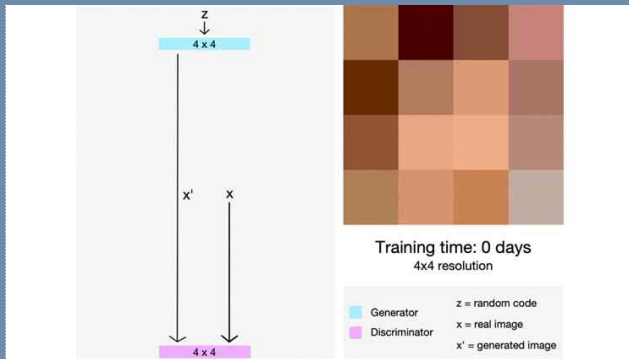 z
4 x 4
x'
x
4 x 4
Training time: 0 days
4x4 resolution
Generator
Discriminator
z = random code
x = real image
x' = generated image